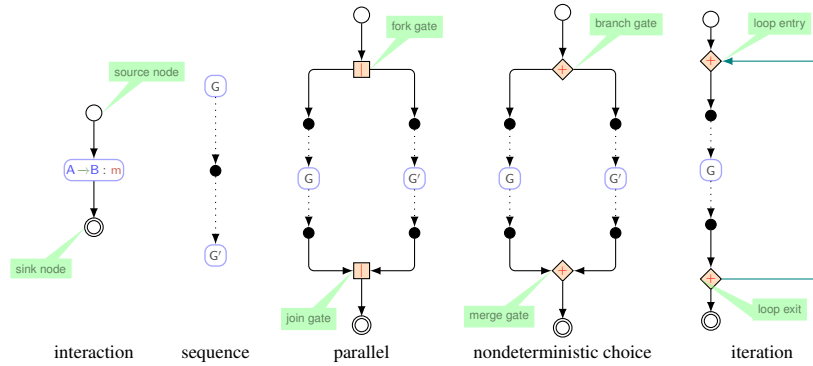 source node
A → B : m
sink node
interaction
G
G′
sequence
fork gate
|
G
G′
|
join gate
parallel
branch gate
+
G
G′
+
merge gate
nondeterministic choice
loop entry
+
G
+
loop exit
iteration